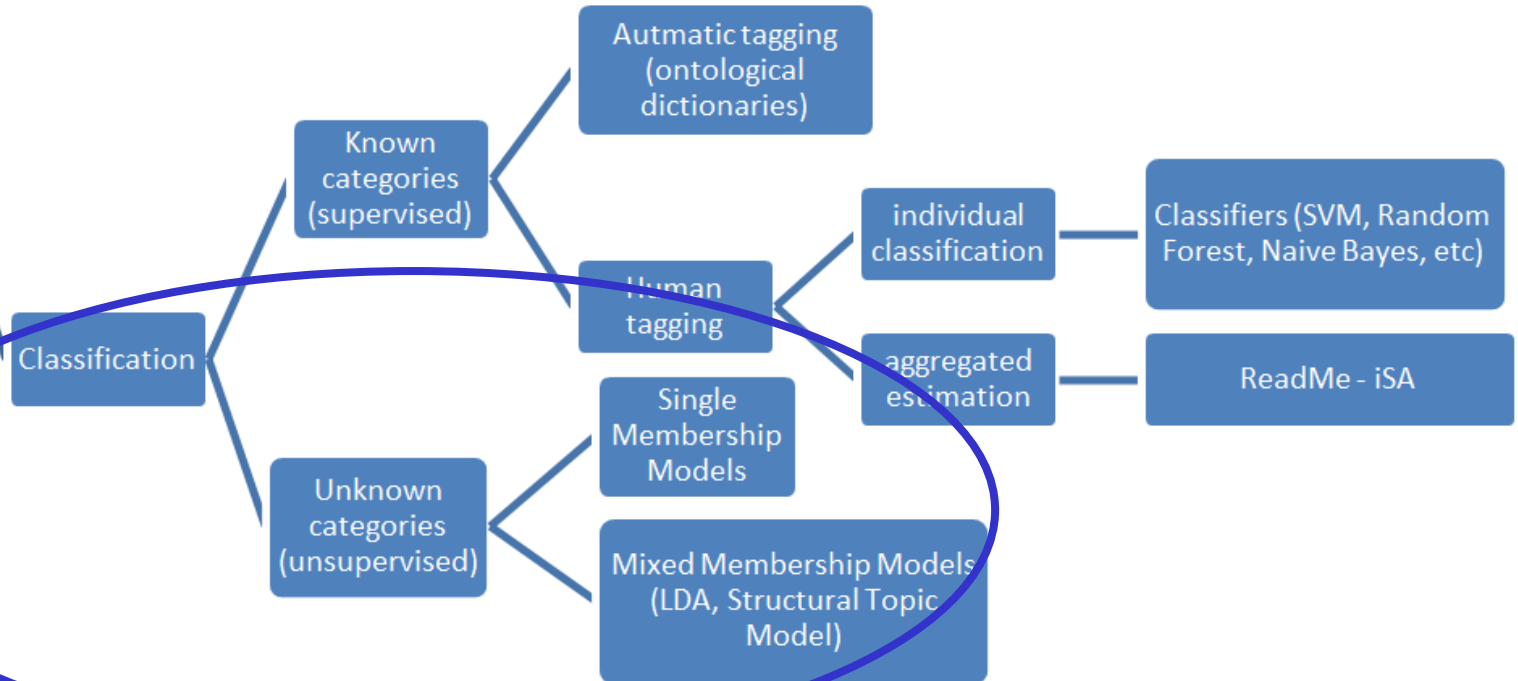 Autmatic tagging
(ontological
dictionaries)
Known
categories
(supervised)
individual
classification
Classifiers (SVM, Random
Forest, Naive Bayes, etc)
Human
tagging
Classification
aggregated
estimation
ReadMe - iSA
Single
Membership
Models
Unknown
categories
(unsupervised)
Mixed Membership Models
(LDA, Structural Topic
Model)